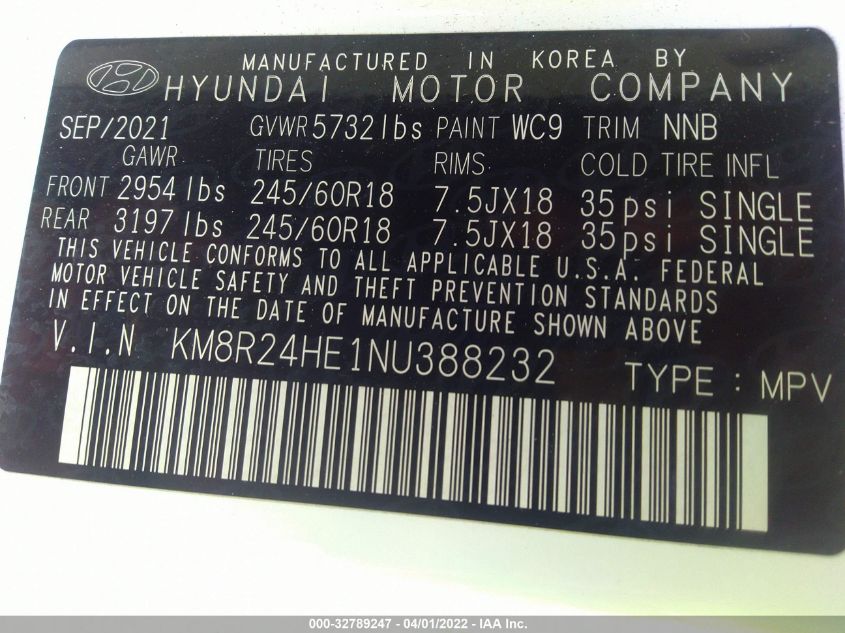 MANUFACTURED IN KOREA BY
HYUNDAI MOTOR COMPANY
SEP/2021 GVWR 5732 lbs PAINT WC9 TRIM NNB
GAWR TIRES RIMS COLD TIRE INFL
FRONT 2954 lbs 245/60R18 7.5JX18 35psi SINGLE
REAR 3197 lbs 245/60R18 7.5JX18 35psi SINGLE
THIS VEHICLE CONFORMS TO ALL APPLICABLE U.S.A. FEDERAL
MOTOR VEHICLE SAFETY AND THEFT PREVENTION STANDARDS
IN EFFECT ON THE DATE OF MANUFACTURE SHOWN ABOVE.
V.I.N KM8R24HE1NU388232 TYPE : MPV
000-32789247 - 04/01/2022 - IAA Inc.